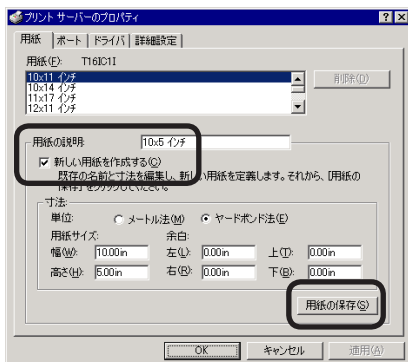 プリント サーバーのプロパティ
用紙 ポート ドライバ 詳細設定
用紙(F): T16IC1I
10x11 インチ
10x14 インチ
11x17 インチ
12x11 インチ
削除(D)
用紙の説明: 10x5 インチ
新しい用紙を作成する(C)
既存の名前と寸法を編集し、新しい用紙を定義します。それから、[用紙の
保存] をクリックしてください。
寸法:
単位: メートル法(M) ヤードポンド法(E)
用紙サイズ: 余白:
幅(W): 10.00in 左(L): 0.00in 上(T): 0.00in
高さ(H): 5.00in 右(R): 0.00in 下(B): 0.00in
用紙の保存(S)
OK キャンセル 適用(A)